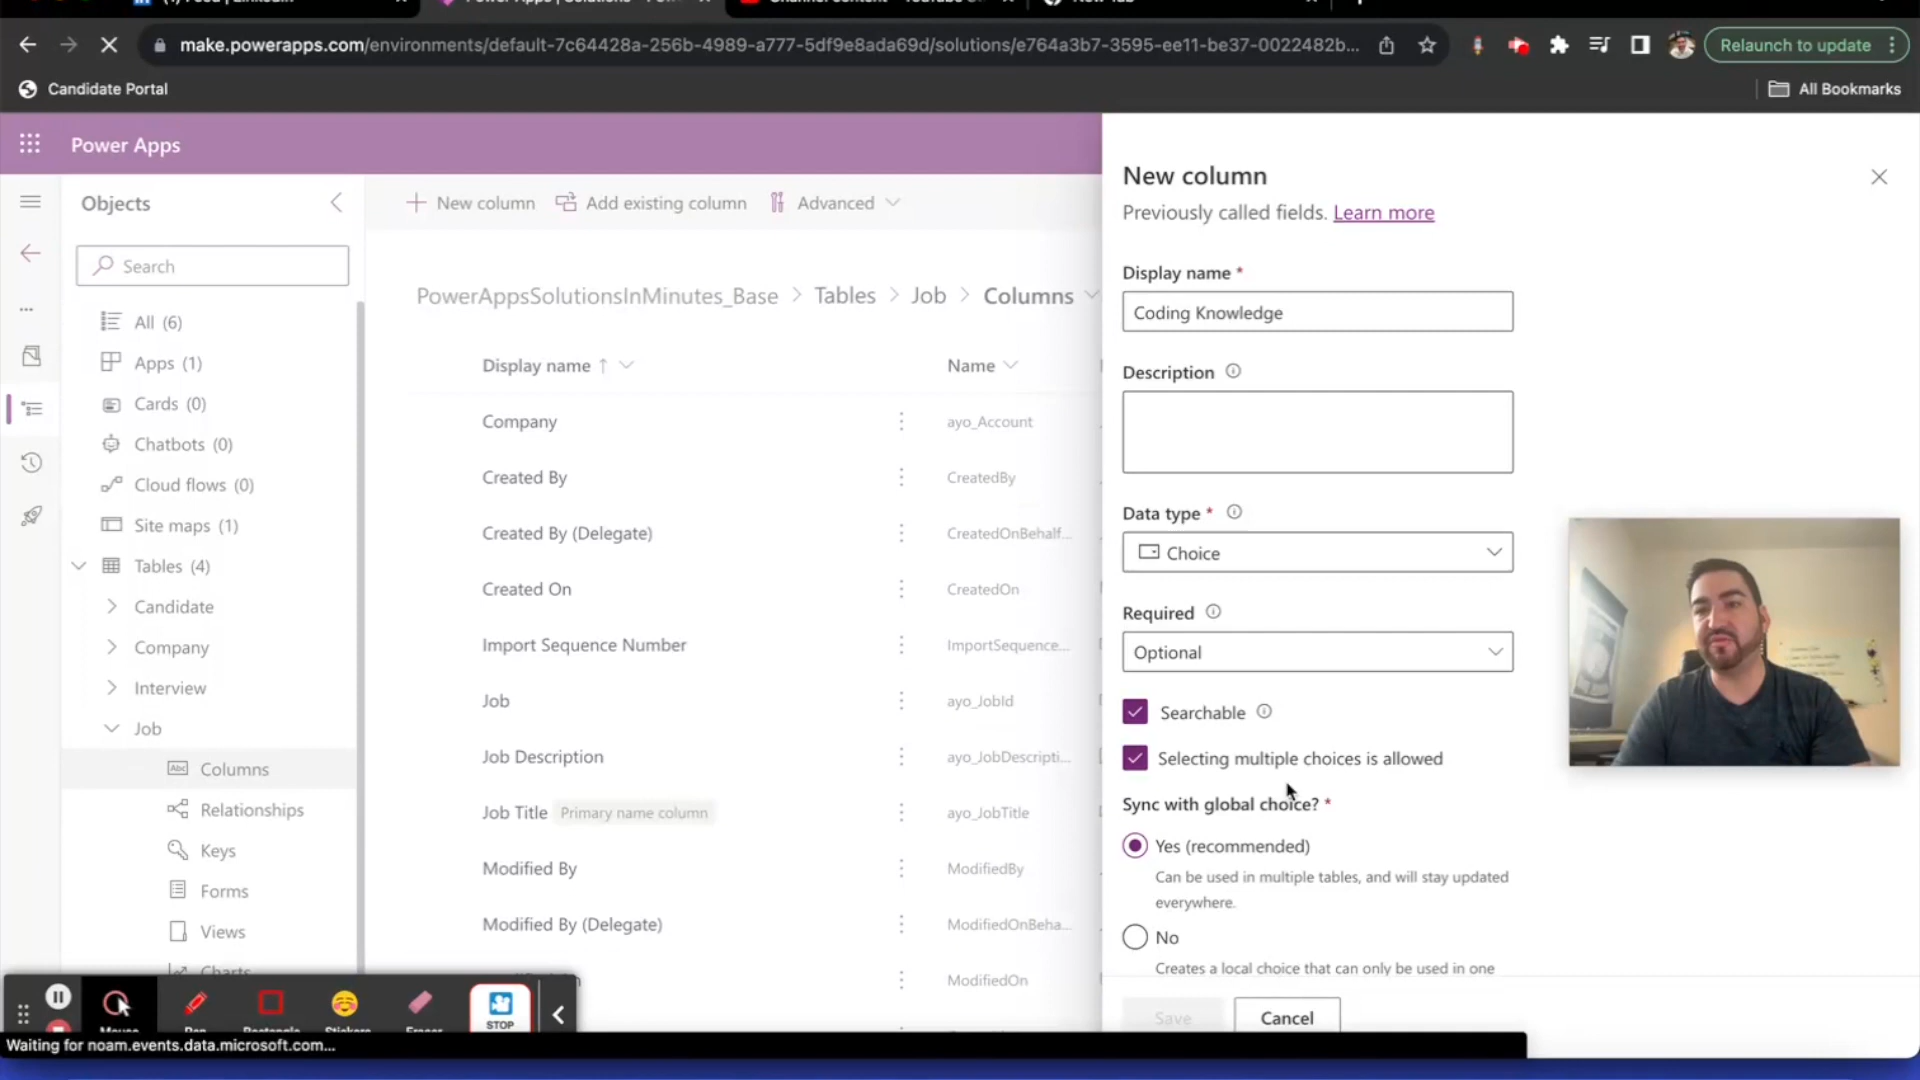 make.powerapps.com/environments/default-7c64428a-256b-4989-a777-5df9e8ada69d/solutions/e764a3b7-3595-ee11-be37-0022482b...
Relaunch to update
Candidate Portal
All Bookmarks
Power Apps
Objects
Search
All (6)
Apps (1)
Cards (0)
Chatbots (0)
Cloud flows (0)
Site maps (1)
Tables (4)
Candidate
Company
Interview
Job
Columns
Relationships
Keys
Forms
Views
Charts
New column
Add existing column
Advanced
PowerAppsSolutionsInMinutes_Base > Tables > Job > Columns
Display name ↑
Name
Company
ayo_Account
Created By
CreatedBy
Created By (Delegate)
CreatedOnBehalf...
Created On
CreatedOn
Import Sequence Number
ImportSequence...
Job
ayo_JobId
Job Description
ayo_JobDescripti...
Job Title
Primary name column
ayo_JobTitle
Modified By
ModifiedBy
Modified By (Delegate)
ModifiedOnBeha...
ModifiedOn
New column
Previously called fields. Learn more
Display name *
Coding Knowledge
Description
Data type *
Choice
Required
Optional
Searchable
Selecting multiple choices is allowed
Sync with global choice? *
Yes (recommended)
Can be used in multiple tables, and will stay updated
everywhere.
No
Creates a local choice that can only be used in one
Save
Cancel
STOP
Waiting for noam.events.data.microsoft.com...